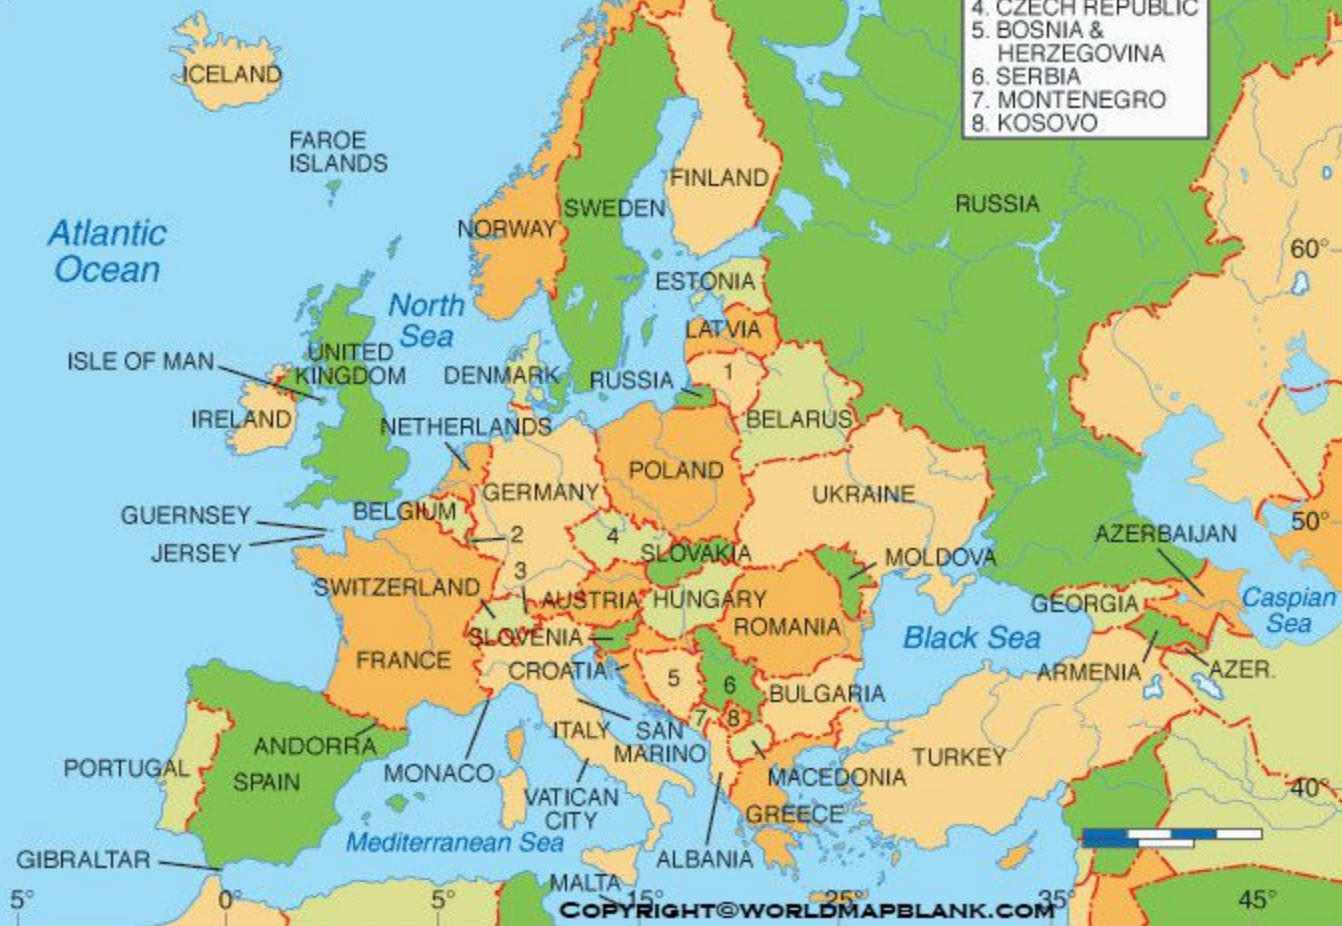 4. CZECH REPUBLIC
5. BOSNIA &
HERZEGOVINA
6. SERBIA
7. MONTENEGRO
8. KOSOVO
ICELAND
FAROE
ISLANDS
FINLAND
SWEDEN
NORWAY
RUSSIA
Atlantic
Ocean
60°
ESTONIA
North
Sea
LATVIA
UNITED
KINGDOM
ISLE OF MAN
DENMARK
RUSSIA
1
IRELAND
NETHERLANDS
BELARUS
POLAND
GERMANY
UKRAINE
BELGIUM
GUERNSEY
JERSEY
50°
2
4
AZERBAIJAN
SLOVAKIA
MOLDOVA
3
SWITZERLAND
AUSTRIA
HUNGARY
GEORGIA
Caspian
Sea
ROMANIA
Black Sea
SLOVENIA
FRANCE
CROATIA
5
6
BULGARIA
ARMENIA
AZER.
7
8
ITALY
SAN
MARINO
ANDORRA
PORTUGAL
SPAIN
MONACO
TURKEY
MACEDONIA
40°
VATICAN
CITY
GREECE
Mediterranean Sea
GIBRALTAR
ALBANIA
MALTA
5°
0°
5°
15°
25°
35°
45°
COPYRIGHT©WORLDMAPBLANK.COM